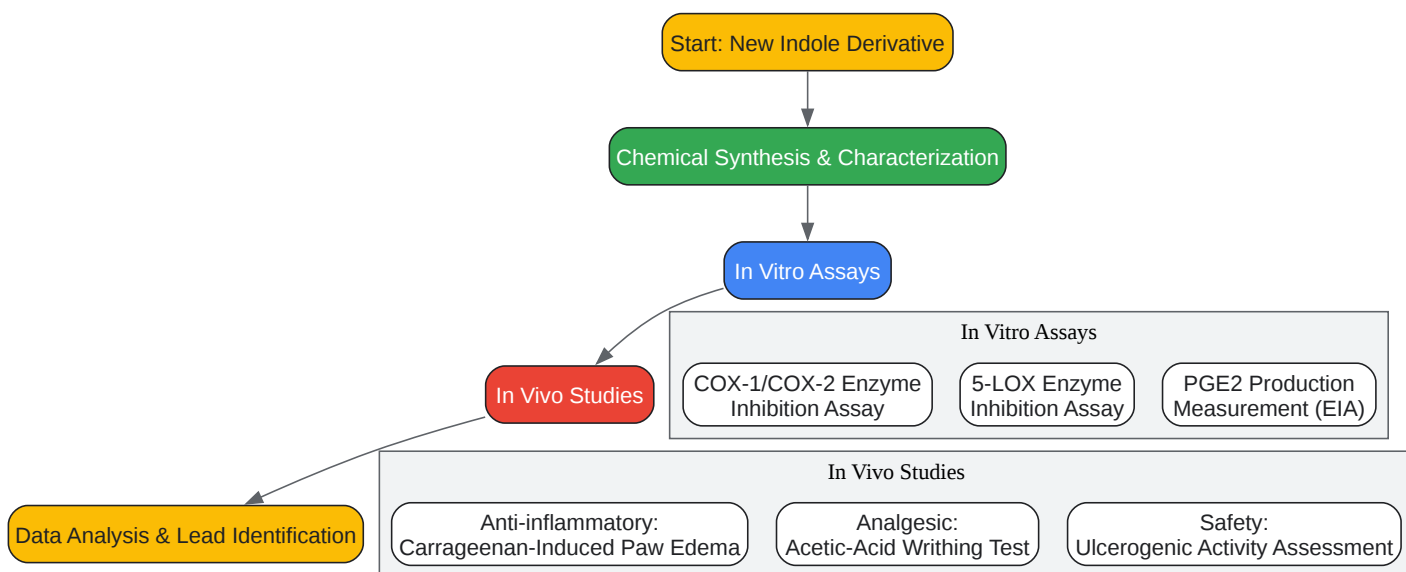 Start: New Indole Derivative
Chemical Synthesis & Characterization
In Vitro Assays
In Vitro Assays
In Vivo Studies
COX-1/COX-2 Enzyme
Inhibition Assay
5-LOX Enzyme
Inhibition Assay
PGE2 Production
Measurement (EIA)
In Vivo Studies
Data Analysis & Lead Identification
Anti-inflammatory:
Carrageenan-Induced Paw Edema
Analgesic:
Acetic-Acid Writhing Test
Safety:
Ulcerogenic Activity Assessment